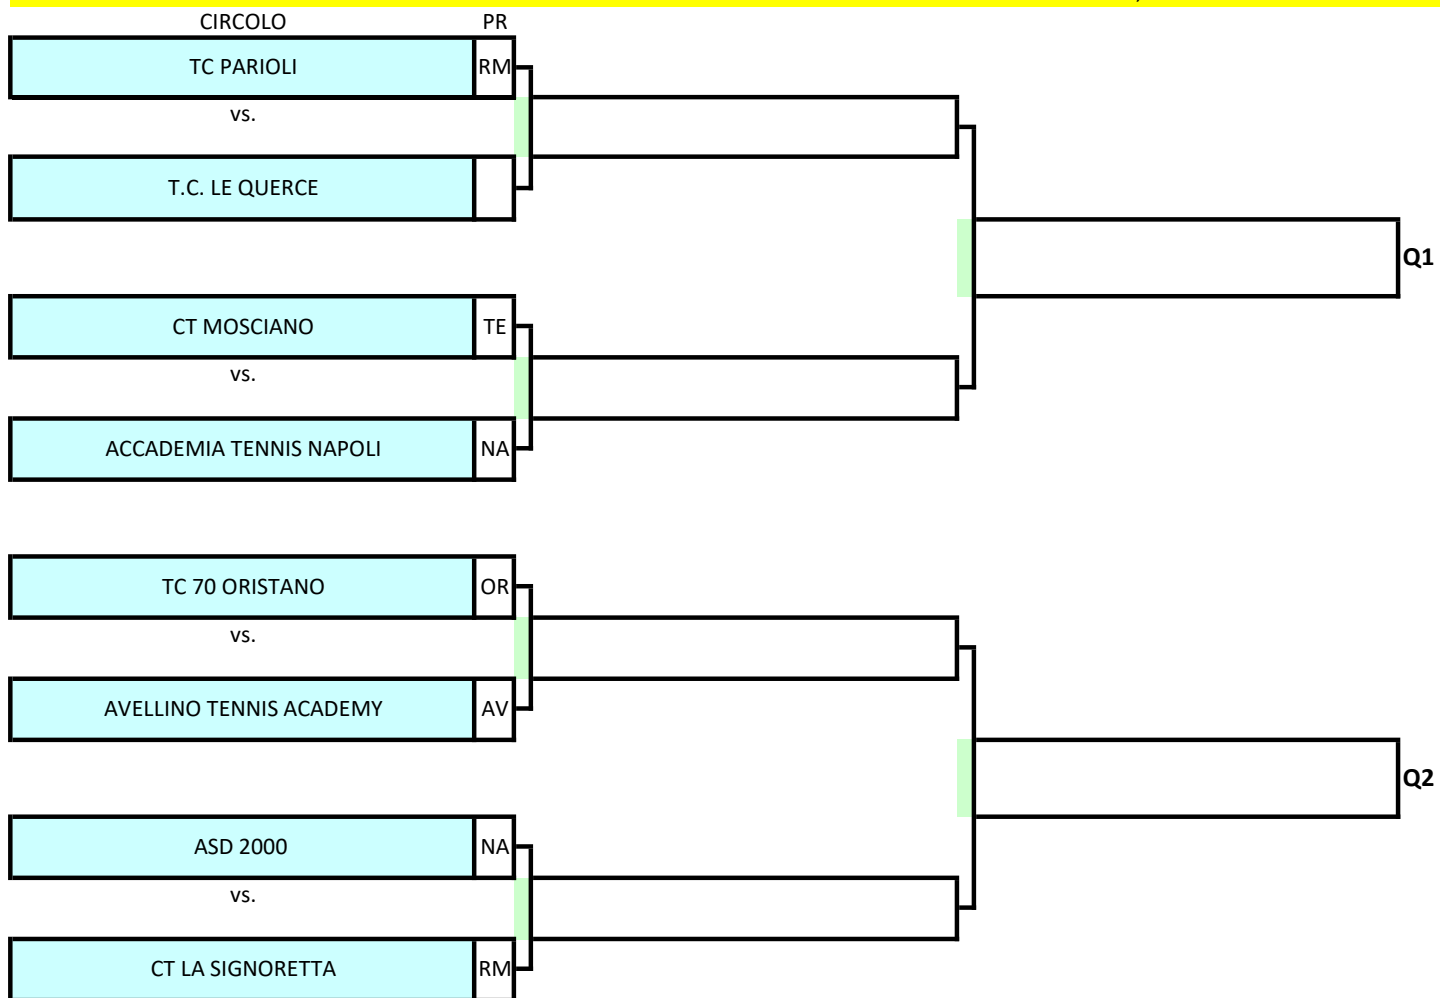 CIRCOLO PR
TC PARIOLI RM
vs.
T.C. LE QUERCE
Q1
CT MOSCIANO TE
vs.
ACCADEMIA TENNIS NAPOLI NA
TC 70 ORISTANO OR
vs.
AVELLINO TENNIS ACADEMY AV
Q2
ASD 2000 NA
vs.
CT LA SIGNORETTA RM